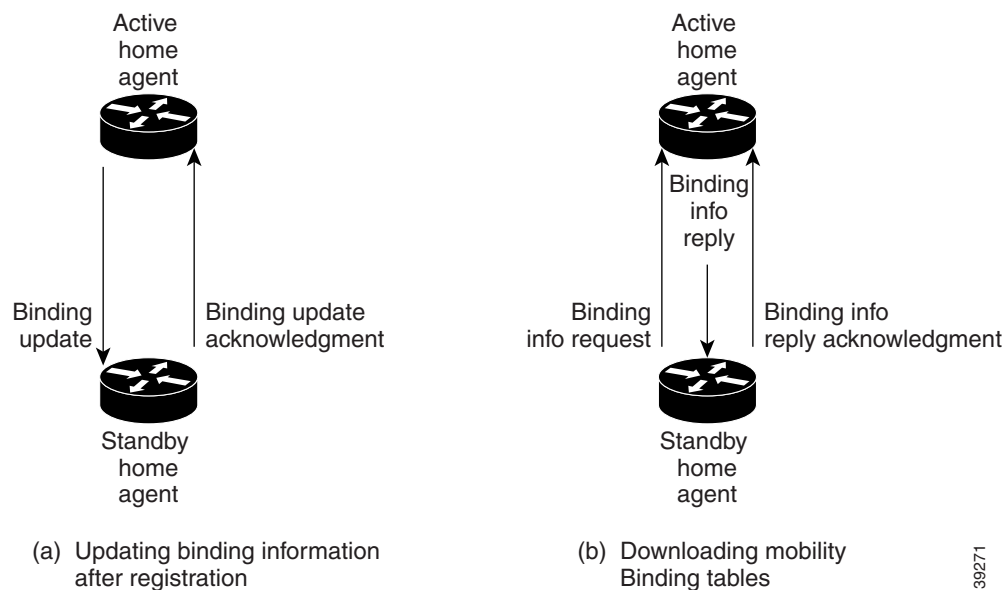 Active
home
agent
Binding
update
Binding update
acknowledgment
Standby
home
agent
(a) Updating binding information
after registration
Active
home
agent
Binding
info
reply
Binding
info request
Binding info
reply acknowledgment
Standby
home
agent
(b) Downloading mobility
Binding tables
39271